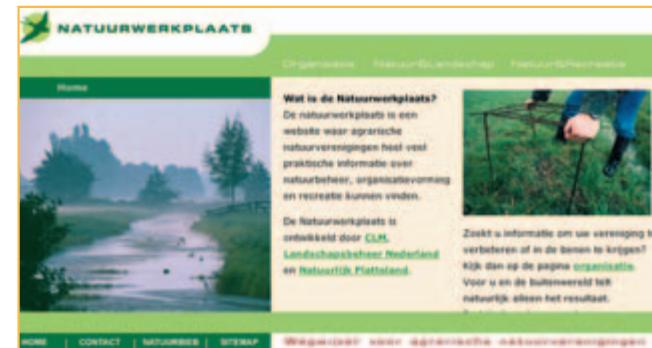 NATUURWERKPLAATS
Organisatie Natuur&Landschap Natuur&Recreatie
Home
Wat is de Natuurwerkplaats?
De natuurwerkplaats is een
website waar agrarische
natuurverenigingen heel veel
praktische informatie over
natuurbeheer, organisatievorming
en recreatie kunnen vinden.
De Natuurwerkplaats is
ontwikkeld door CLM,
Landschapsbeheer Nederland
en Natuurlijk Platteland.
Zoekt u informatie om uw vereniging
verbeteren of in de benen te krijgen?
Kijk dan op de pagina organisatie.
Voor u en de buitenwereld telt
natuurlijk alleen het resultaat.
HOME | CONTACT | NATUURBIEB | SITEMAP
Wegwijzer voor agrarische natuurverenigingen